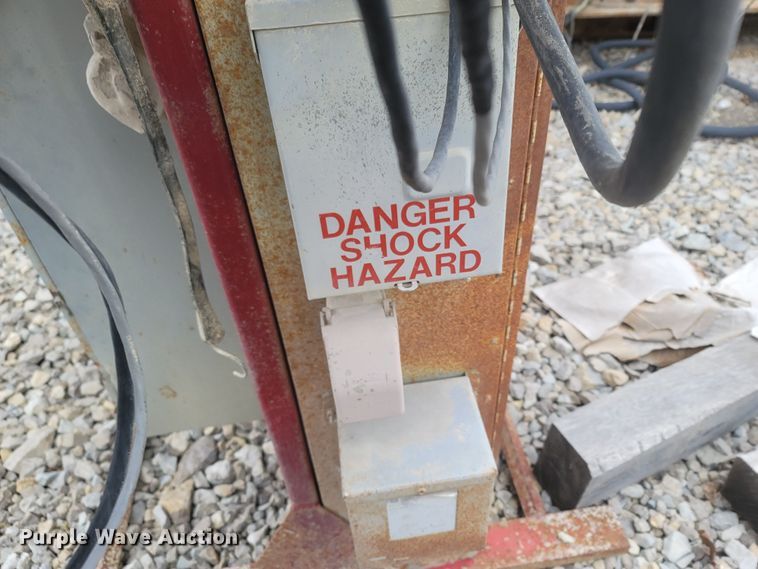 DANGER
SHOCK
HAZARD
Purple Wave Auction